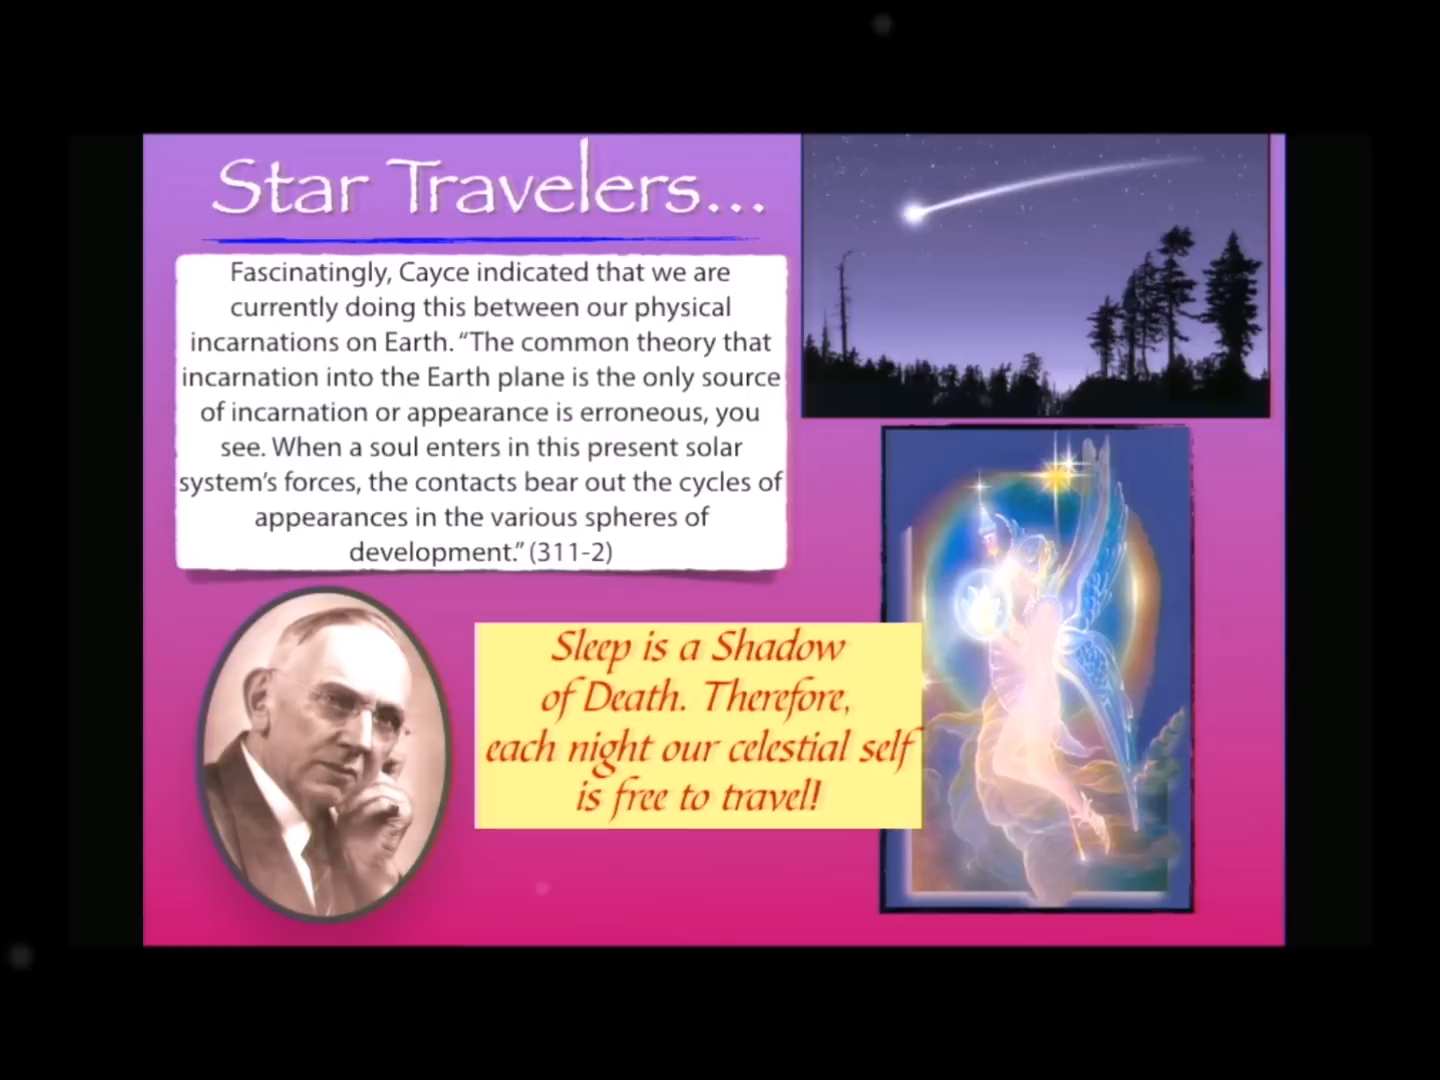 Star Travelers...
Fascinatingly, Cayce indicated that we are
currently doing this between our physical
incarnations on Earth. “The common theory that
incarnation into the Earth plane is the only source
of incarnation or appearance is erroneous, you
see. When a soul enters in this present solar
system’s forces, the contacts bear out the cycles of
appearances in the various spheres of
development.” (311-2)
Sleep is a Shadow
of Death. Therefore,
each night our celestial self
is free to travel!